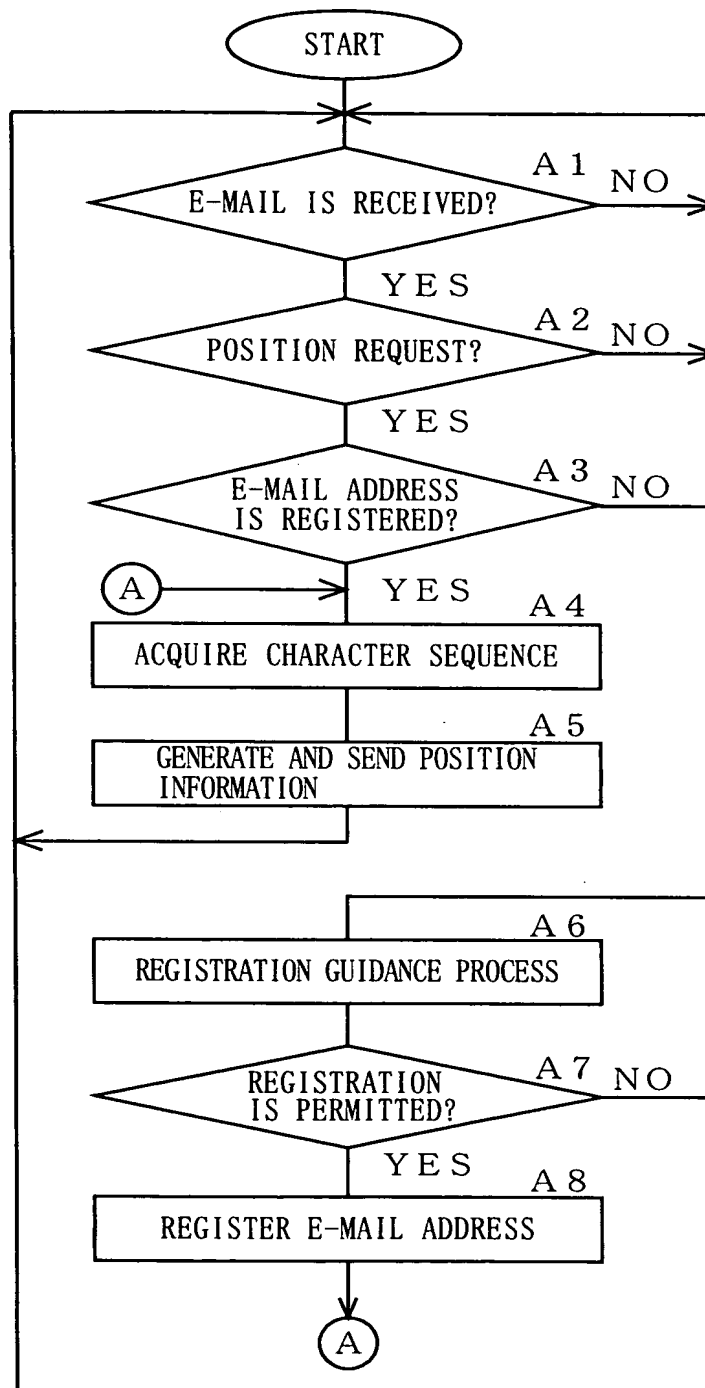 START
A1
E-MAIL IS RECEIVED?
NO
YES
A2
POSITION REQUEST?
NO
YES
A3
E-MAIL ADDRESS
IS REGISTERED?
NO
A
YES
A4
ACQUIRE CHARACTER SEQUENCE
A5
GENERATE AND SEND POSITION
INFORMATION
A6
REGISTRATION GUIDANCE PROCESS
A7
REGISTRATION
IS PERMITTED?
NO
YES
A8
REGISTER E-MAIL ADDRESS
A